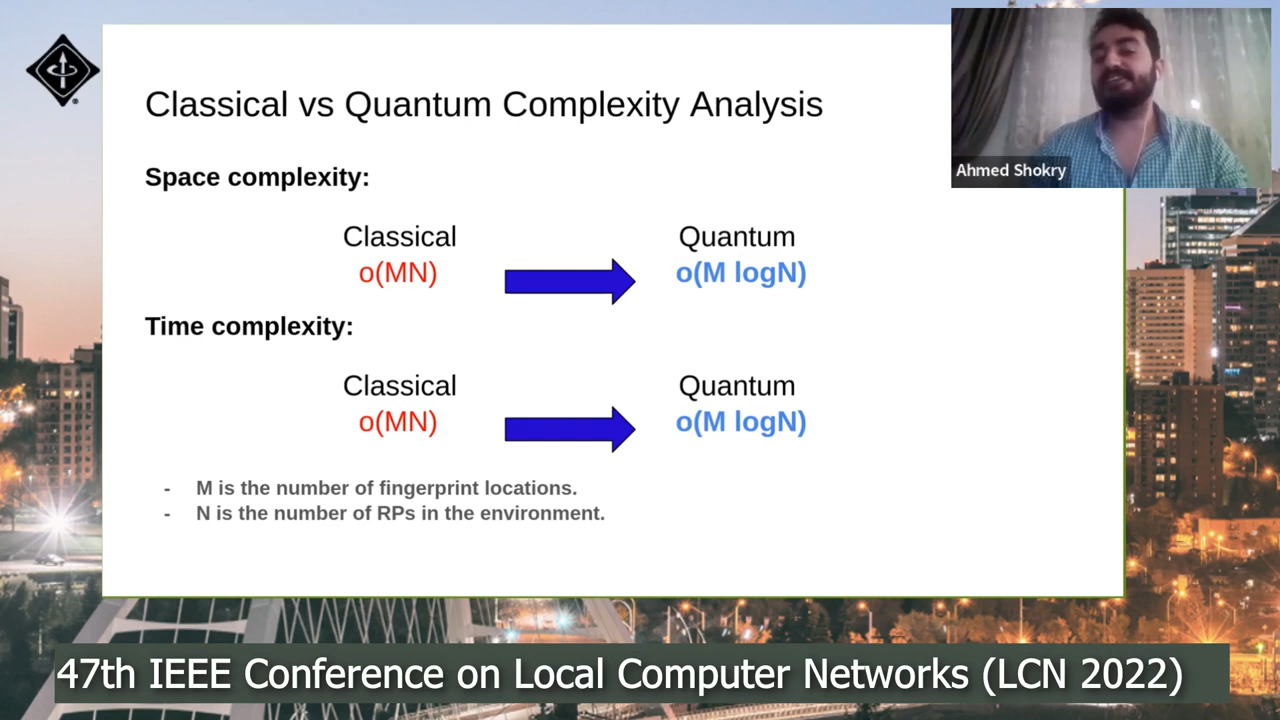 Classical vs Quantum Complexity Analysis
Ahmed Shokry
Space complexity:
Classical Quantum
o(MN) o(M logN)
Time complexity:
Classical Quantum
o(MN) o(M logN)
- M is the number of fingerprint locations.
- N is the number of RPs in the environment.
47th IEEE Conference on Local Computer Networks (LCN 2022)